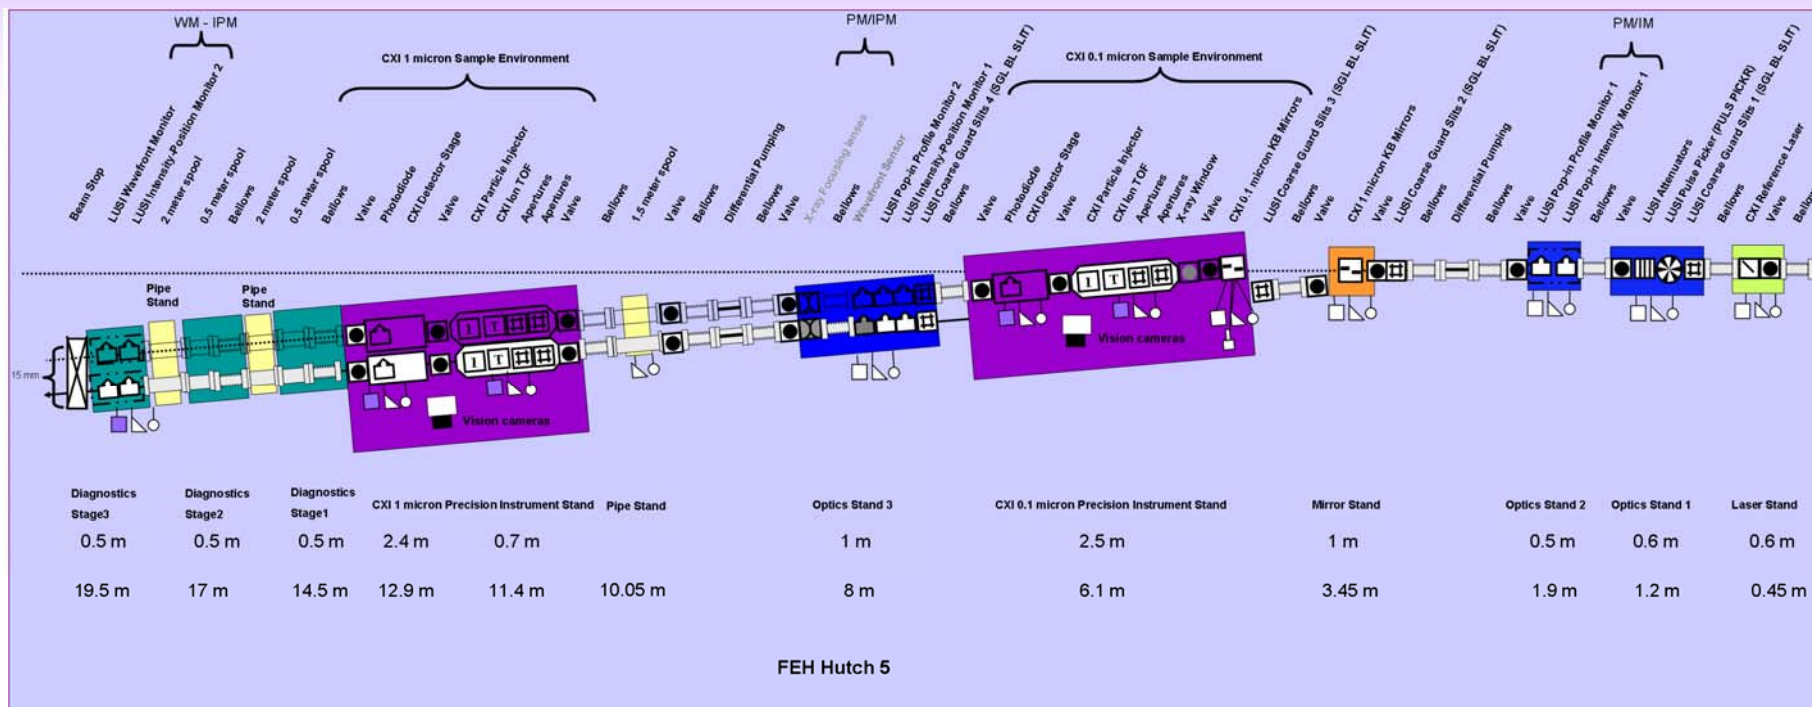 WM - IPM
PM/IPM
PM/IM
CXI 1 micron Sample Environment
CXI 0.1 micron Sample Environment
Beam Stop
LUSI Wavefront Monitor
LUSI Intensity-Position Monitor 2
2 meter spool
0.5 meter spool
Bellows
2 meter spool
0.5 meter spool
Bellows
Valve
Photodiode
CXI Detector Stage
Valve
CXI Particle Injector
CXI Ion TOF
Apertures
Apertures
Valve
Bellows
1.5 meter spool
Valve
Bellows
Differential Pumping
Bellows
Valve
X-ray Focusing lenses
Bellows
Wavefront Sensor
LUSI Pop-in Profile Monitor 2
LUSI Intensity-Position Monitor 1
LUSI Coarse Guard Slits 4 (SGL BL SLIT)
Bellows
Valve
Photodiode
CXI Detector Stage
Valve
CXI Particle Injector
CXI Ion TOF
Apertures
Apertures
X-ray Window
Valve
CXI 0.1 micron KB Mirrors
LUSI Coarse Guard Slits 3 (SGL BL SLIT)
Bellows
Valve
CXI 1 micron KB Mirrors
Valve
LUSI Coarse Guard Slits 2 (SGL BL SLIT)
Bellows
Differential Pumping
Bellows
Valve
LUSI Pop-in Profile Monitor 1
LUSI Pop-in Intensity Monitor 1
Bellows
Valve
LUSI Attenuators
LUSI Pulse Picker (PULS PICKR)
LUSI Coarse Guard Slits 1 (SGL BL SLIT)
Bellows
CXI Reference Laser
Valve
Bellow
Pipe
Stand
Pipe
Stand
15 mm
I T
I T
I T
Vision cameras
Vision cameras
Diagnostics
Stage3
Diagnostics
Stage2
Diagnostics
Stage1
CXI 1 micron Precision Instrument Stand
Pipe Stand
Optics Stand 3
CXI 0.1 micron Precision Instrument Stand
Mirror Stand
Optics Stand 2
Optics Stand 1
Laser Stand
0.5 m
0.5 m
0.5 m
2.4 m
0.7 m
1 m
2.5 m
1 m
0.5 m
0.6 m
0.6 m
19.5 m
17 m
14.5 m
12.9 m
11.4 m
10.05 m
8 m
6.1 m
3.45 m
1.9 m
1.2 m
0.45 m
FEH Hutch 5